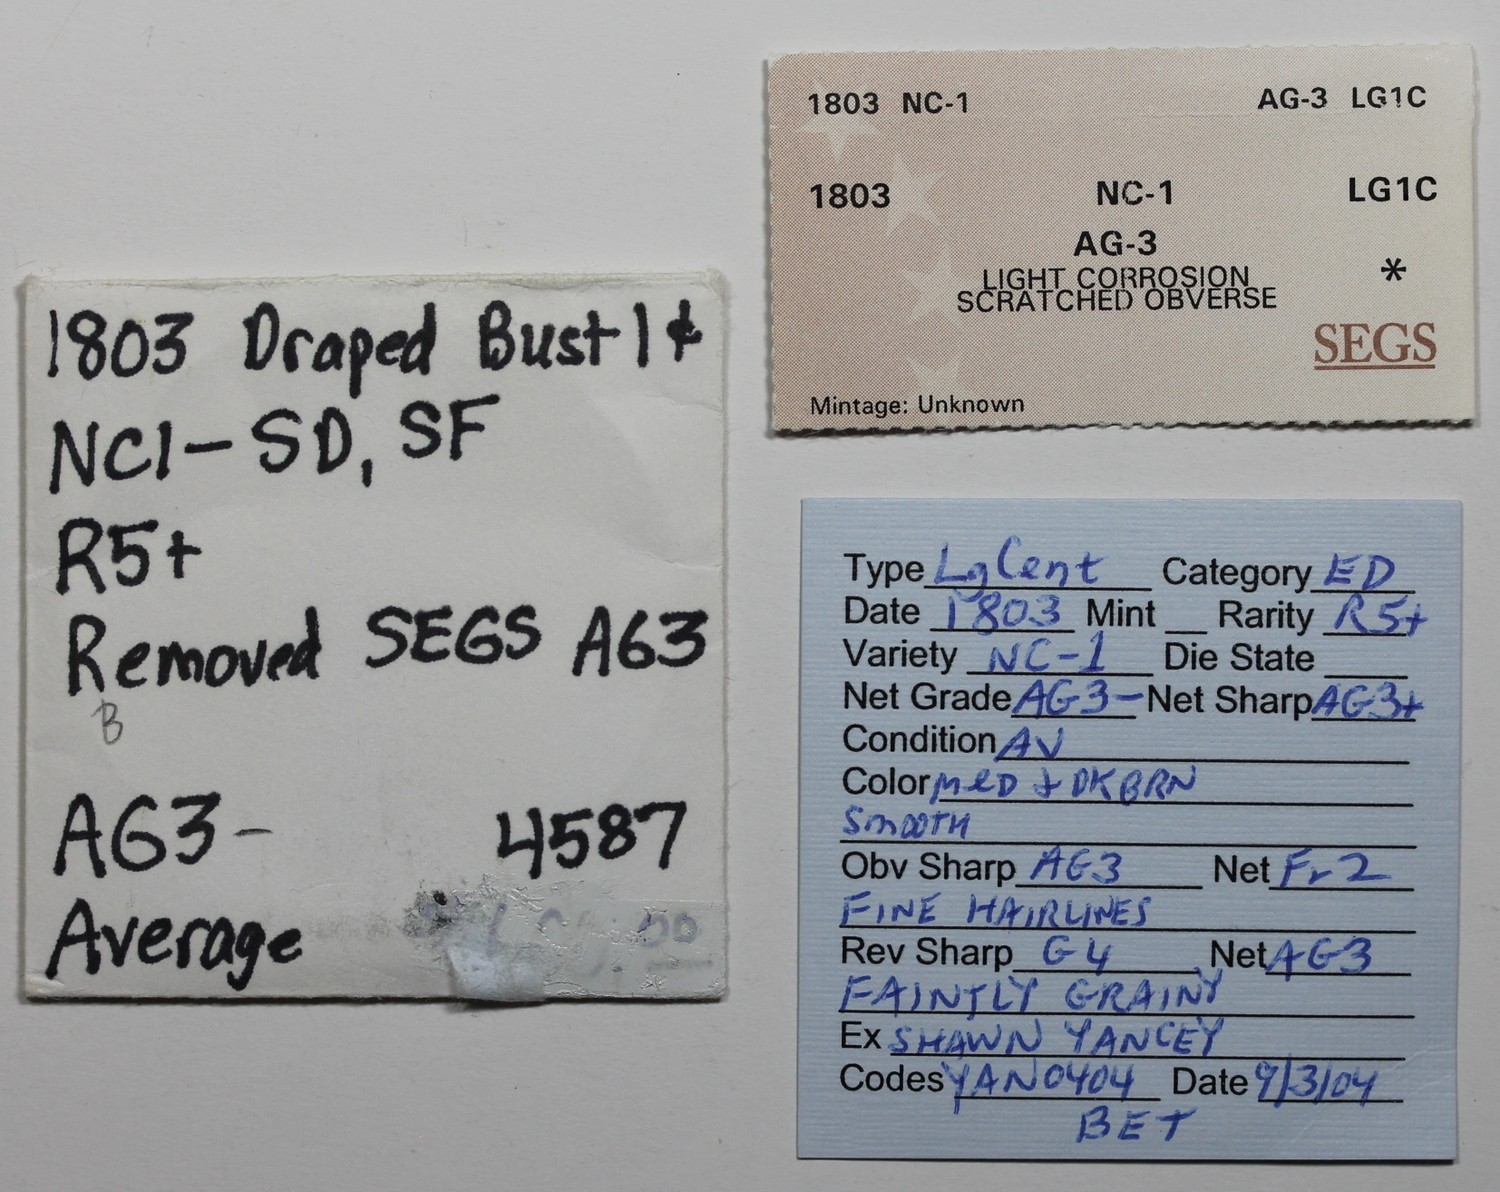 1803 Draped Bust 1¢
NC1 - SD, SF
R5+
Removed SEGS AG3
B
AG3- 4587
Average
1803 NC-1 AG-3 LG1C
1803 NC-1 LG1C
AG-3
LIGHT CORROSION *
SCRATCHED OBVERSE
SEGS
Mintage: Unknown
Type Lg Cent Category ED
Date 1803 Mint Rarity R5+
Variety NC-1 Die State
Net Grade AG3- Net Sharp AG3+
Condition AV
Color MED + DK BRN
SMOOTH
Obv Sharp AG3 Net Fr2
FINE HAIRLINES
Rev Sharp G4 Net AG3
FAINTLY GRAINY
Ex SHAWN YANCEY
Codes YAN0404 Date 9/3/04
BET